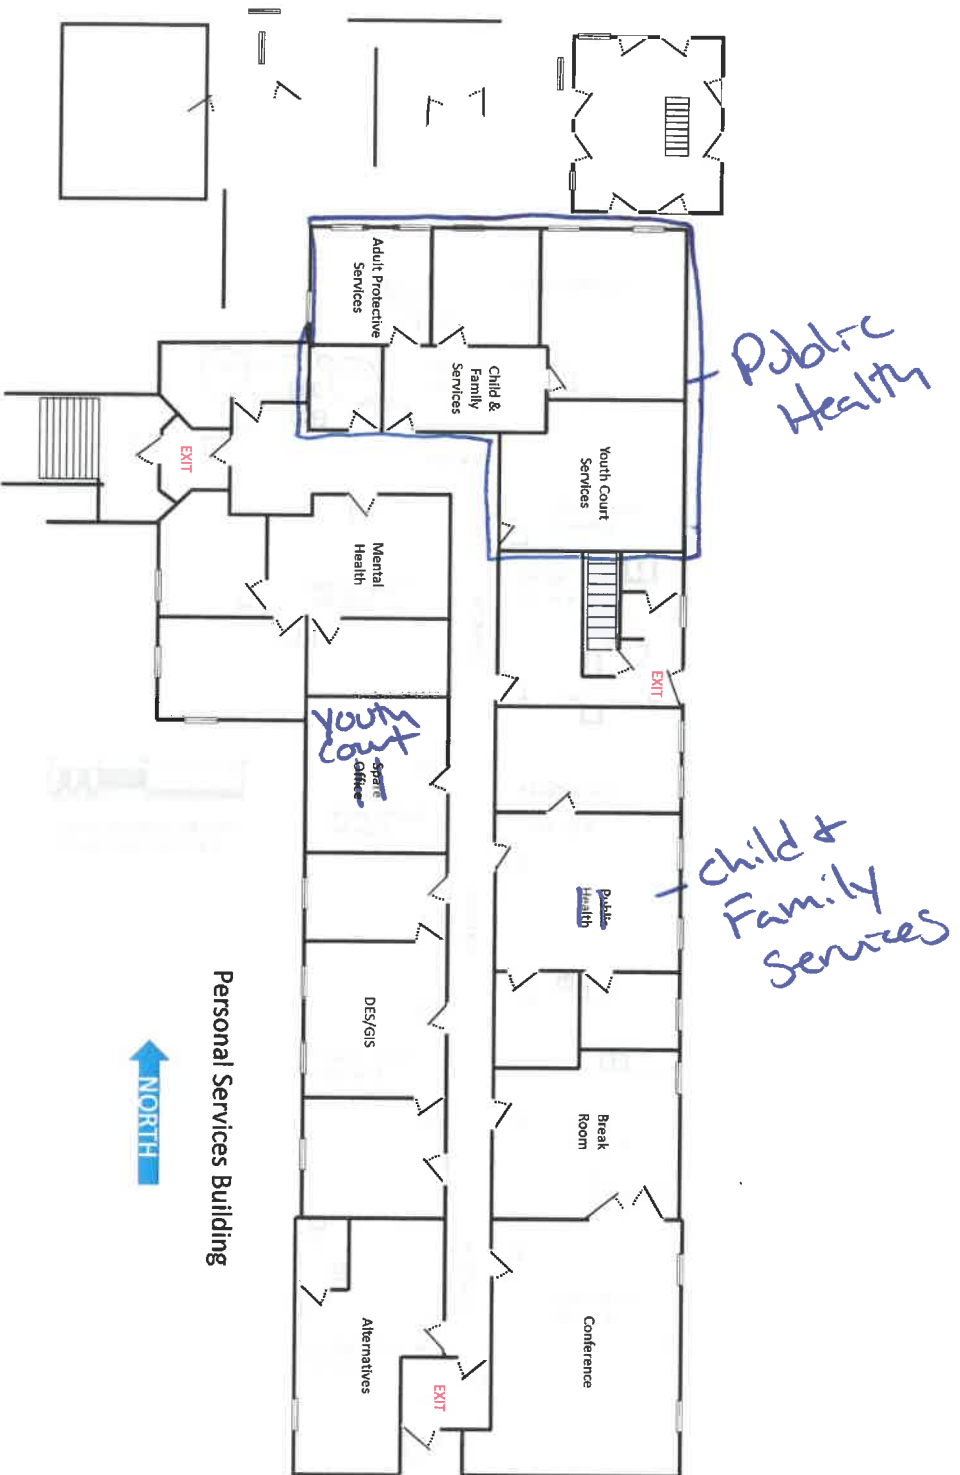 Public
Health
Adult Protective
Services
Child &
Family
Services
Youth Court
Services
EXIT
Mental
Health
EXIT
Youth
Court
Spare
Office
Public
Health
Child &
Family
Services
DES/GIS
Break
Room
Personal Services Building
NORTH
Alternatives
Conference
EXIT